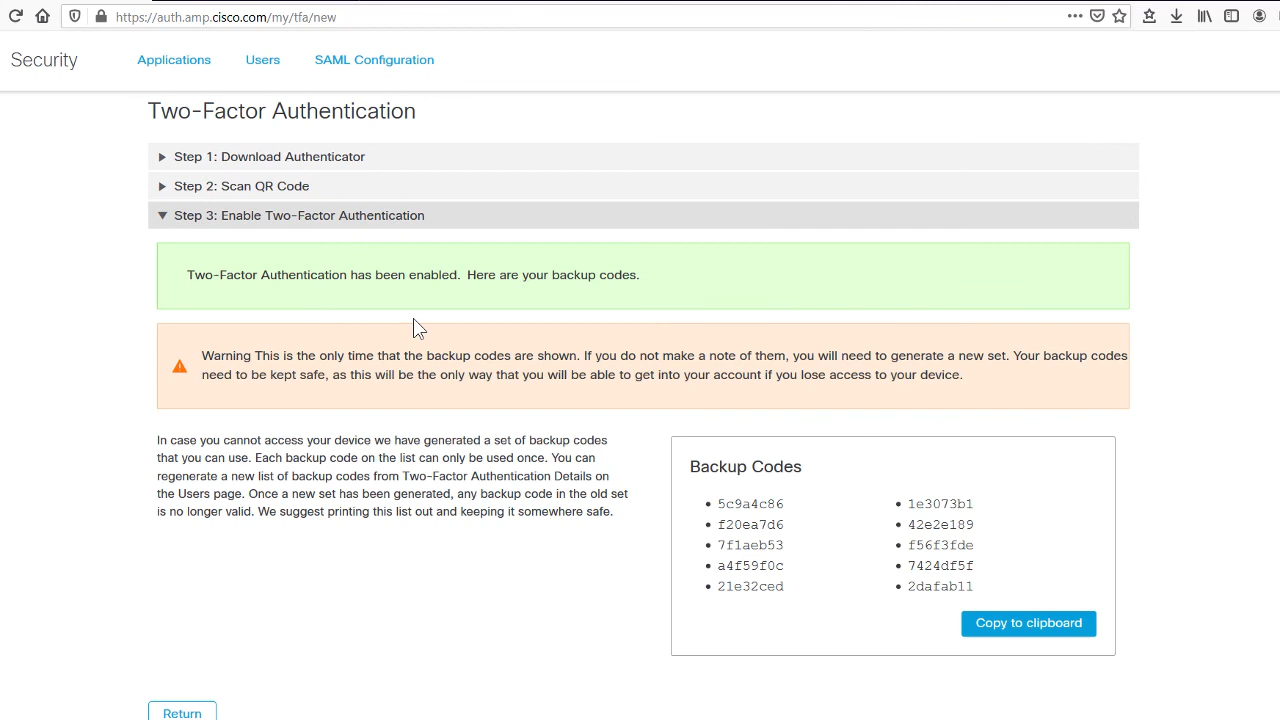 https://auth.amp.cisco.com/my/tfa/new
Security
Applications
Users
SAML Configuration
Two-Factor Authentication
Step 1: Download Authenticator
Step 2: Scan QR Code
Step 3: Enable Two-Factor Authentication
Two-Factor Authentication has been enabled. Here are your backup codes.
Warning This is the only time that the backup codes are shown. If you do not make a note of them, you will need to generate a new set. Your backup codes
need to be kept safe, as this will be the only way that you will be able to get into your account if you lose access to your device.
In case you cannot access your device we have generated a set of backup codes
that you can use. Each backup code on the list can only be used once. You can
regenerate a new list of backup codes from Two-Factor Authentication Details on
the Users page. Once a new set has been generated, any backup code in the old set
is no longer valid. We suggest printing this list out and keeping it somewhere safe.
Backup Codes
5c9a4c86
f20ea7d6
7f1aeb53
a4f59f0c
21e32ced
1e3073b1
42e2e189
f56f3fde
7424df5f
2dafab11
Copy to clipboard
Return